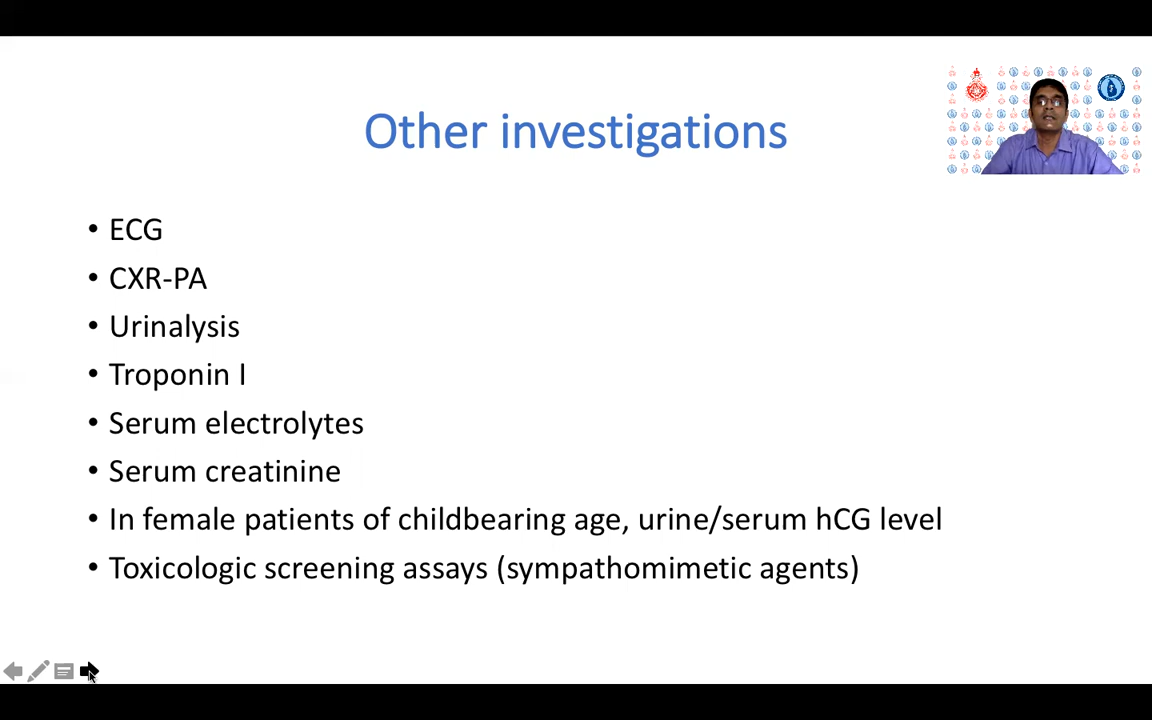 Other investigations
• ECG
• CXR-PA
• Urinalysis
• Troponin I
• Serum electrolytes
• Serum creatinine
• In female patients of childbearing age, urine/serum hCG level
• Toxicologic screening assays (sympathomimetic agents)